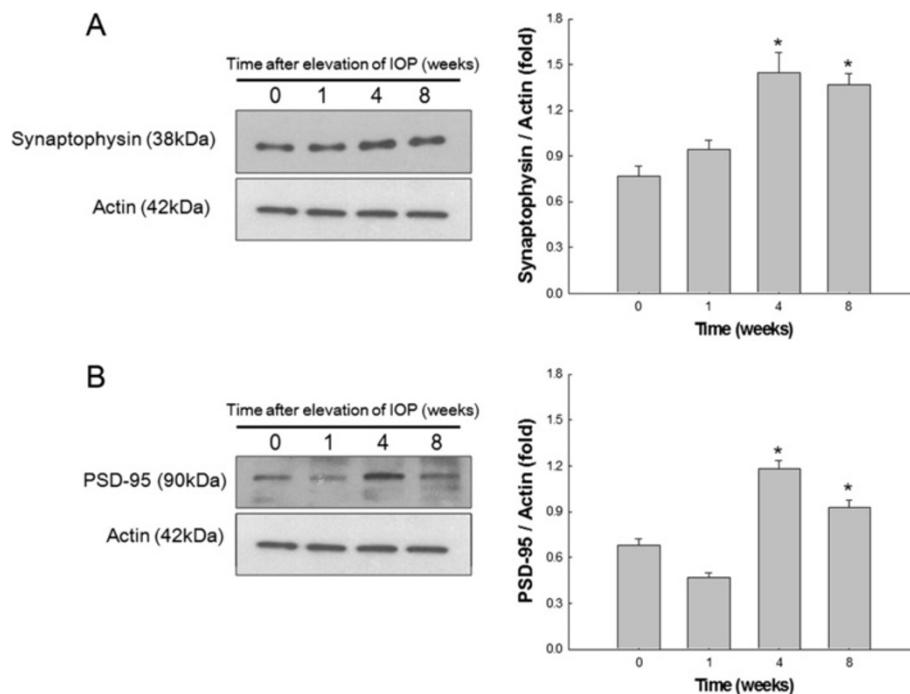 A
Time after elevation of IOP (weeks)
0 1 4 8
Synaptophysin (38kDa)
Actin (42kDa)
Synaptophysin / Actin (fold)
1.8
1.5
1.2
0.9
0.6
0.3
0.0
* *
0 1 4 8
Time (weeks)
B
Time after elevation of IOP (weeks)
0 1 4 8
PSD-95 (90kDa)
Actin (42kDa)
PSD-95 / Actin (fold)
1.8
1.5
1.2
0.9
0.6
0.3
0.0
* *
0 1 4 8
Time (weeks)